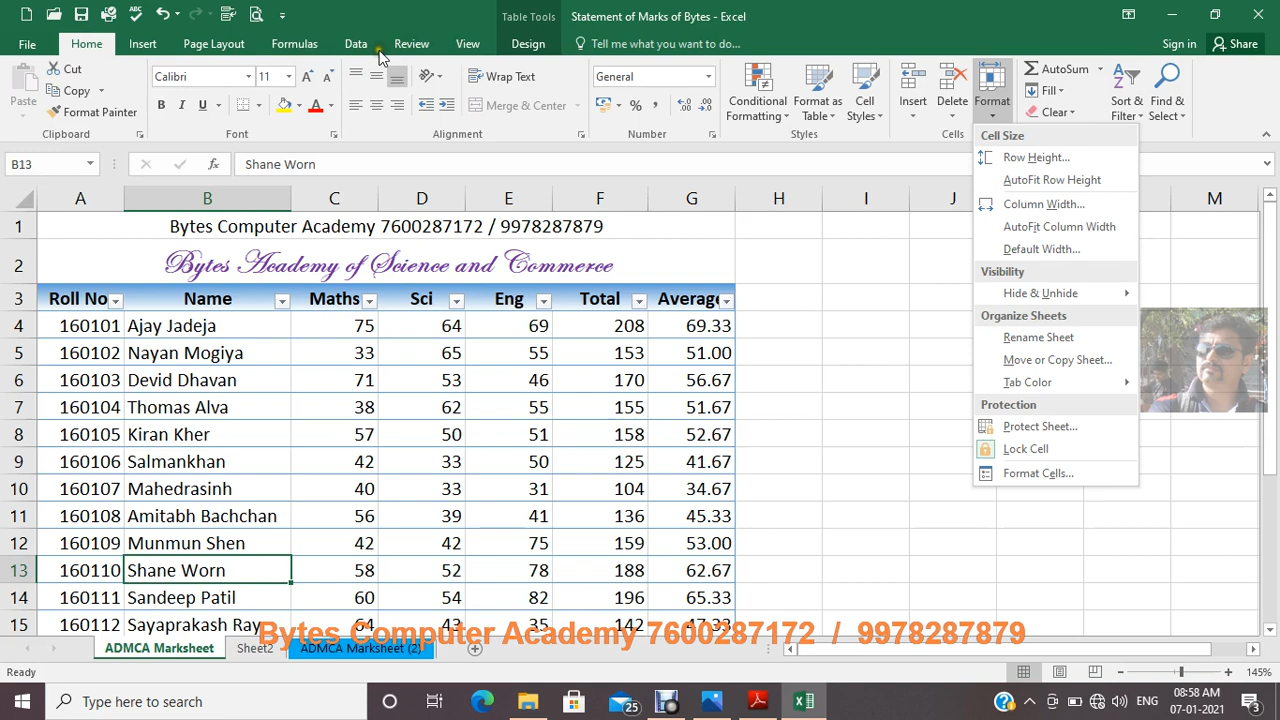 Table Tools
Statement of Marks of Bytes - Excel
File
Home
Insert
Page Layout
Formulas
Data
Review
View
Design
Tell me what you want to do...
Sign in
Share
Paste
Cut
Copy
Format Painter
Clipboard
Calibri
11
B I U
Font
Wrap Text
Merge & Center
Alignment
General
Number
Conditional Formatting
Format as Table
Cell Styles
Styles
Insert
Delete
Format
Cells
AutoSum
Fill
Clear
Sort & Filter
Find & Select
Cell Size
Row Height...
AutoFit Row Height
Column Width...
AutoFit Column Width
Default Width...
Visibility
Hide & Unhide
Organize Sheets
Rename Sheet
Move or Copy Sheet...
Tab Color
Protection
Protect Sheet...
Lock Cell
Format Cells...
B13
fx
Shane Worn
A B C D E F G H I J M
1 Bytes Computer Academy 7600287172 / 9978287879
2 Bytes Academy of Science and Commerce
3 Roll No Name Maths Sci Eng Total Average
4 160101 Ajay Jadeja 75 64 69 208 69.33
5 160102 Nayan Mogiya 33 65 55 153 51.00
6 160103 Devid Dhavan 71 53 46 170 56.67
7 160104 Thomas Alva 38 62 55 155 51.67
8 160105 Kiran Kher 57 50 51 158 52.67
9 160106 Salmankhan 42 33 50 125 41.67
10 160107 Mahedrasinh 40 33 31 104 34.67
11 160108 Amitabh Bachchan 56 39 41 136 45.33
12 160109 Munmun Shen 42 42 75 159 53.00
13 160110 Shane Worn 58 52 78 188 62.67
14 160111 Sandeep Patil 60 54 82 196 65.33
15 160112 Sayaprakash Ray 64 43 35 142 47.33
Bytes Computer Academy 7600287172 / 9978287879
ADMCA Marksheet
Sheet2
ADMCA Marksheet (2)
Ready
145%
Type here to search
25
ENG
08:58 AM
07-01-2021
3